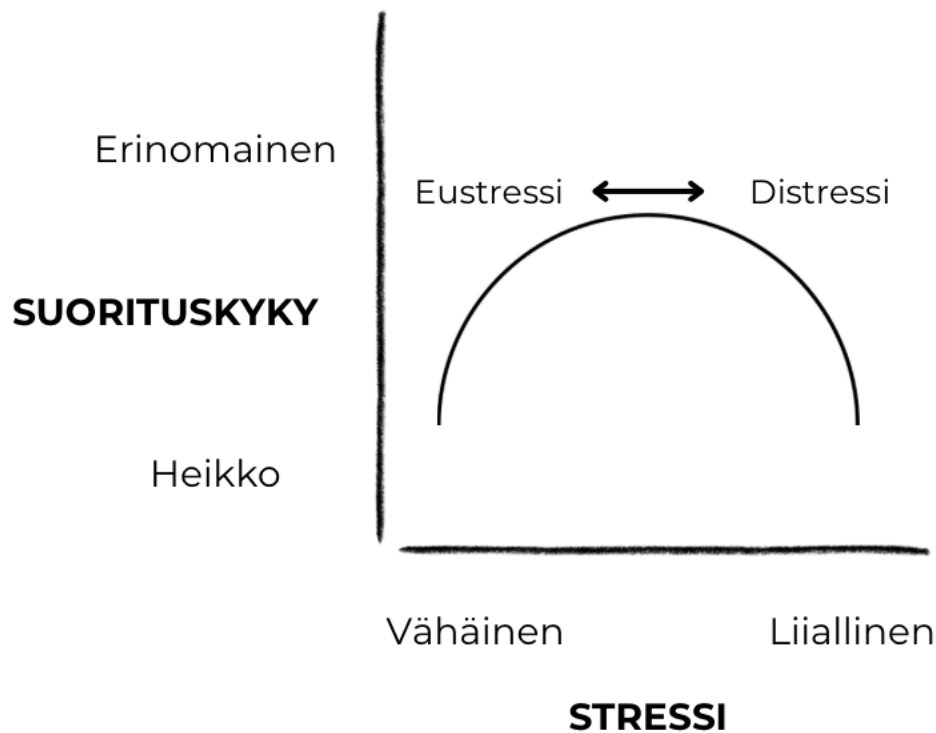 Erinomainen
Eustressi Distressi
SUORITUSKYKY
Heikko
Vähäinen Liiallinen
STRESSI